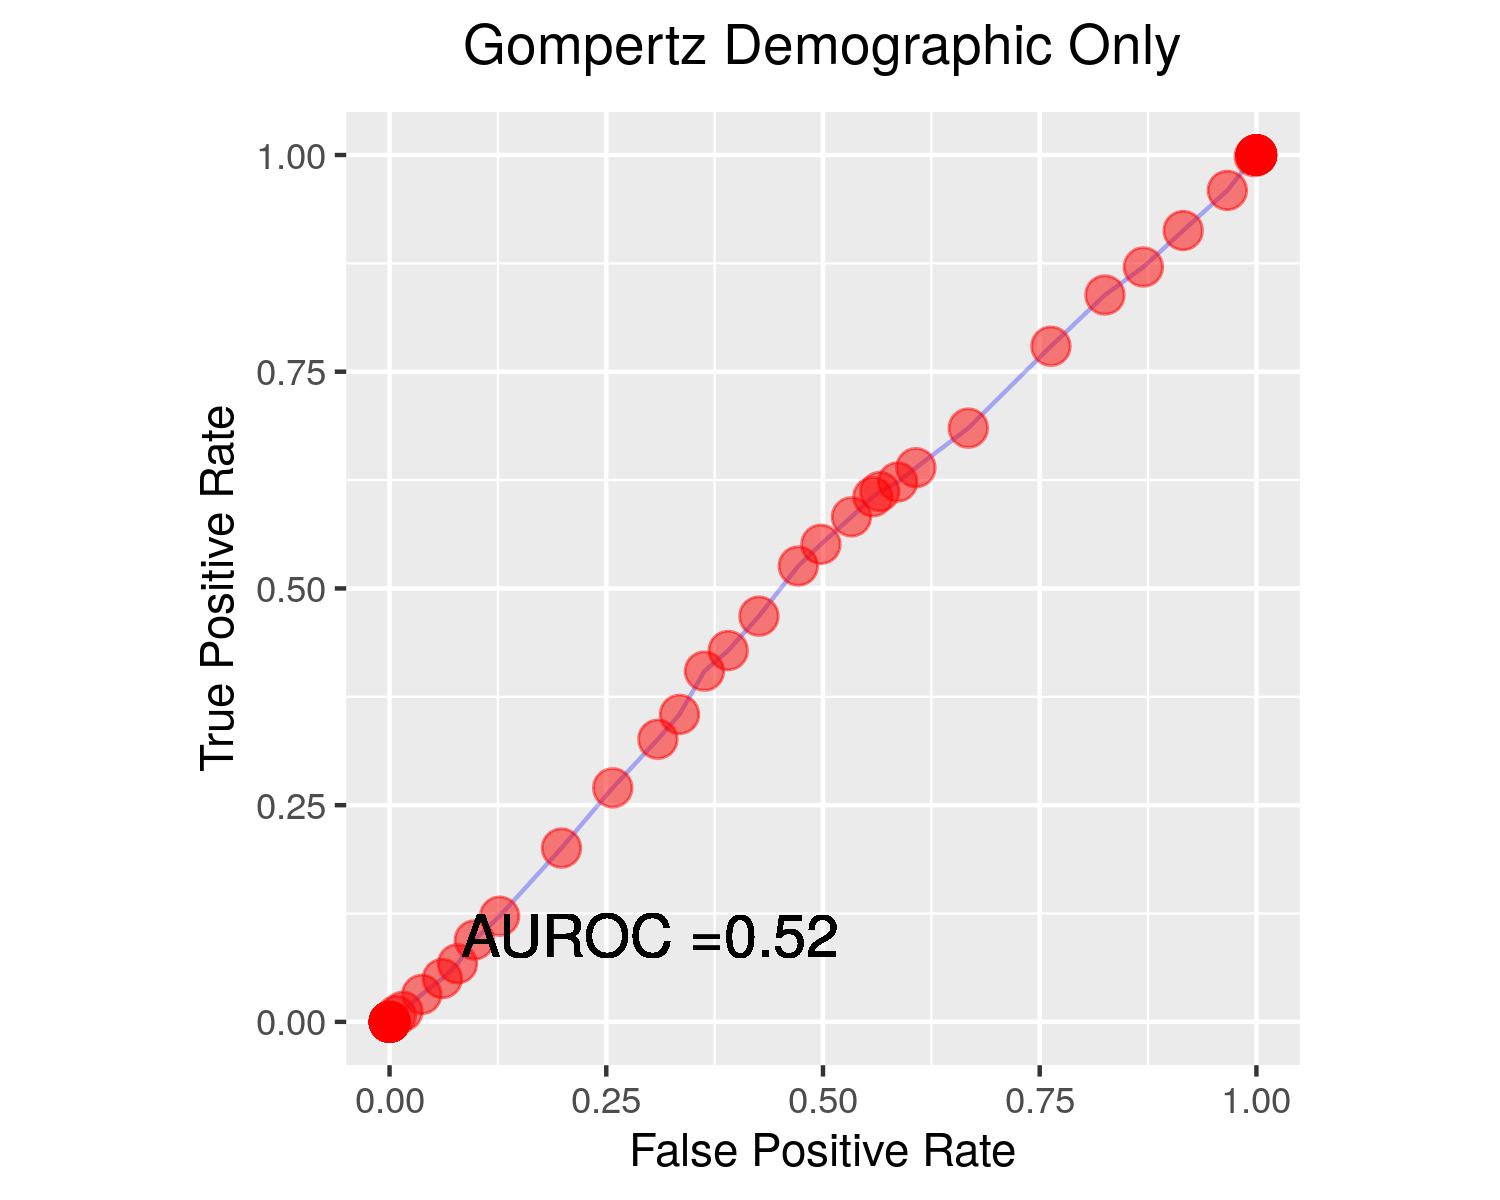 Gompertz Demographic Only
True Positive Rate
1.00
0.75
0.50
0.25
0.00
AUROC =0.52
0.00 0.25 0.50 0.75 1.00
False Positive Rate